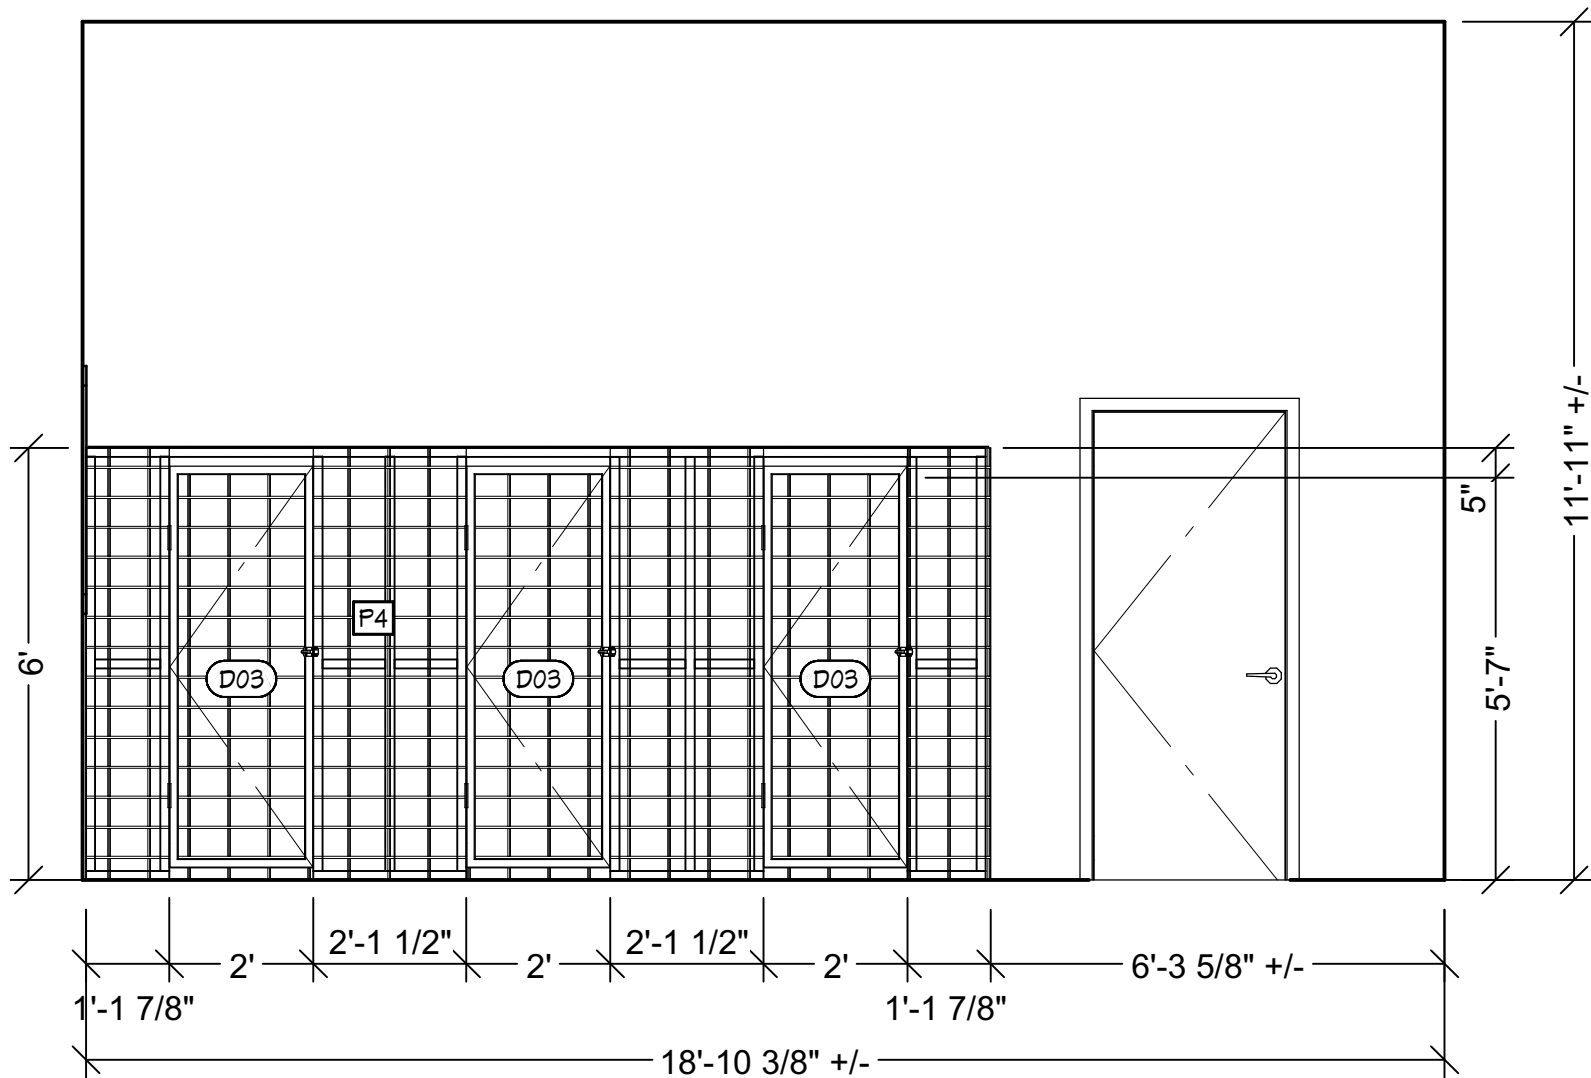 11'-11" +/-
5"
P4
6'
D03
D03
D03
5'-7"
2'-1 1/2"
2'-1 1/2"
2'
2'
2'
6'-3 5/8" +/-
1'-1 7/8"
1'-1 7/8"
18'-10 3/8" +/-